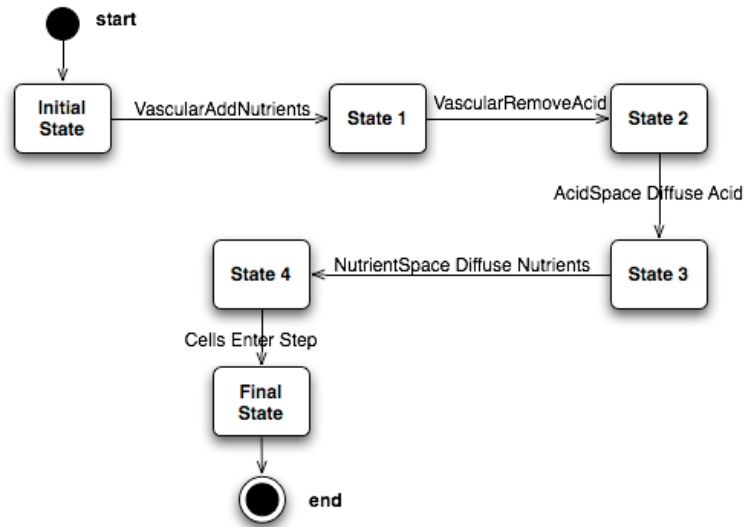 start
Initial
State
VascularAddNutrients
State 1
VascularRemoveAcid
State 2
AcidSpace Diffuse Acid
State 3
NutrientSpace Diffuse Nutrients
State 4
Cells Enter Step
Final
State
end